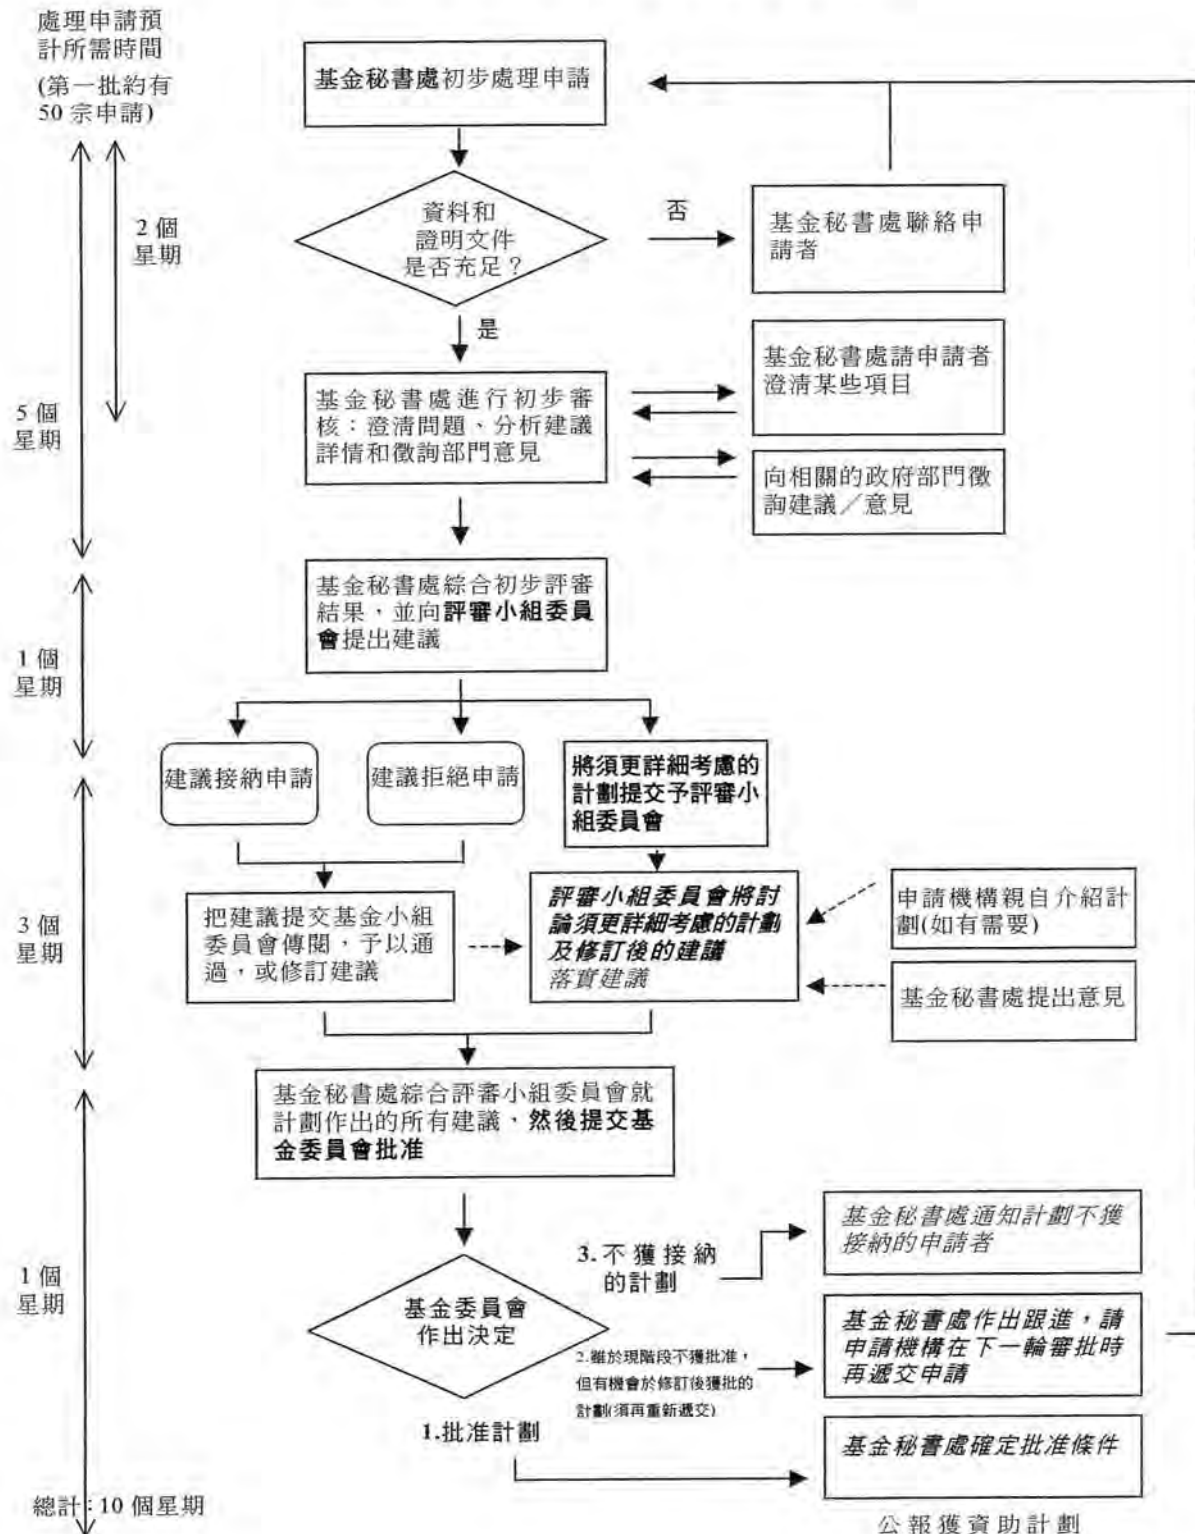 處理申請預
計所需時間
(第一批約有
50 宗申請)
基金秘書處初步處理申請
2 個
星期
資料和
證明文件
是否充足？
否
基金秘書處聯絡申
請者
是
5 個
星期
基金秘書處進行初步審
核：澄清問題、分析建議
詳情和徵詢部門意見
基金秘書處請申請者
澄清某些項目
向相關的政府部門徵
詢建議／意見
1 個
星期
基金秘書處綜合初步評審
結果，並向評審小組委員
會提出建議
建議接納申請
建議拒絕申請
將須更詳細考慮的
計劃提交予評審小
組委員會
3 個
星期
把建議提交基金小組
委員會傳閱，予以通
過，或修訂建議
評審小組委員會將討
論須更詳細考慮的計劃
及修訂後的建議
落實建議
申請機構親自介紹計
劃(如有需要)
基金秘書處提出意見
基金秘書處綜合評審小組委員會就
計劃作出的所有建議、然後提交基
金委員會批准
1 個
星期
基金委員會
作出決定
3.不獲接納
的計劃
基金秘書處通知計劃不獲
接納的申請者
2.雖於現階段不獲批准，
但有機會於修訂後獲批的
計劃(須再重新遞交)
基金秘書處作出跟進，請
申請機構在下一輪審批時
再遞交申請
1.批准計劃
基金秘書處確定批准條件
總計：10 個星期
公報獲資助計劃